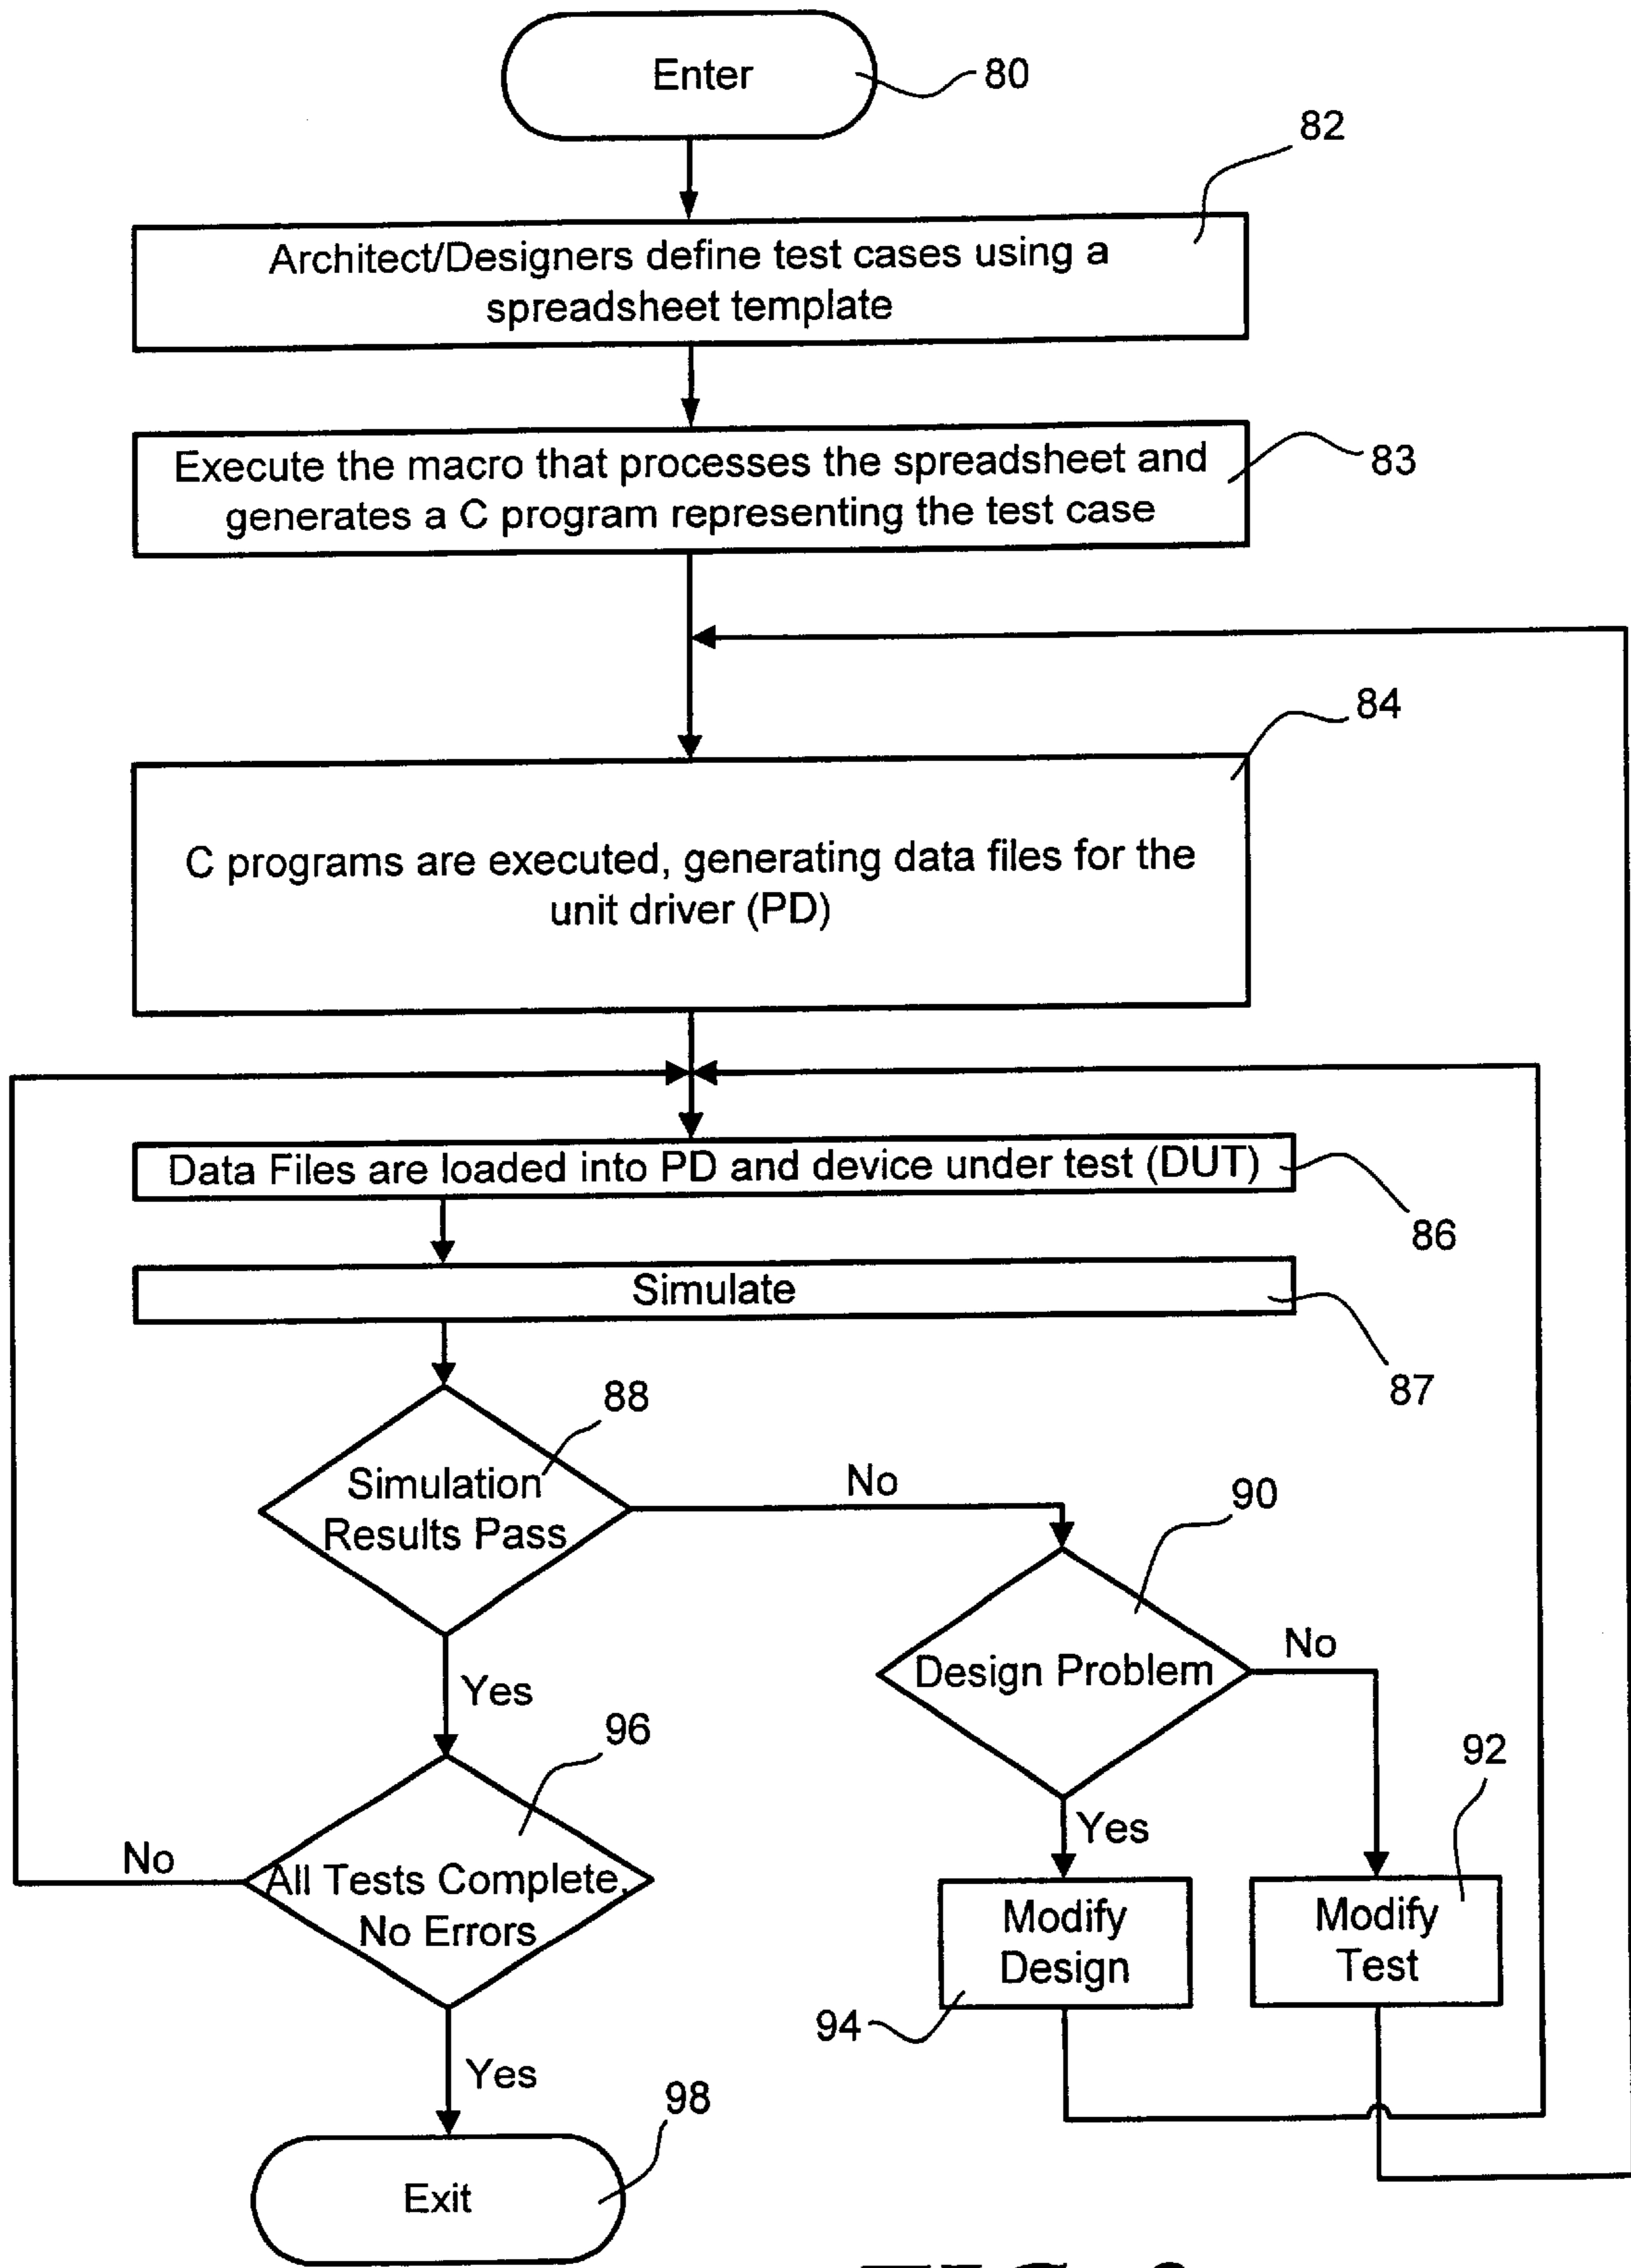 Enter
80
82
Architect/Designers define test cases using a
spreadsheet template
Execute the macro that processes the spreadsheet and
generates a C program representing the test case
83
84
C programs are executed, generating data files for the
unit driver (PD)
Data Files are loaded into PD and device under test (DUT)
86
Simulate
87
88
Simulation
Results Pass
No
90
Design Problem
No
Yes
96
92
Yes
No
All Tests Complete,
No Errors
Modify
Design
Modify
Test
94
Yes
98
Exit